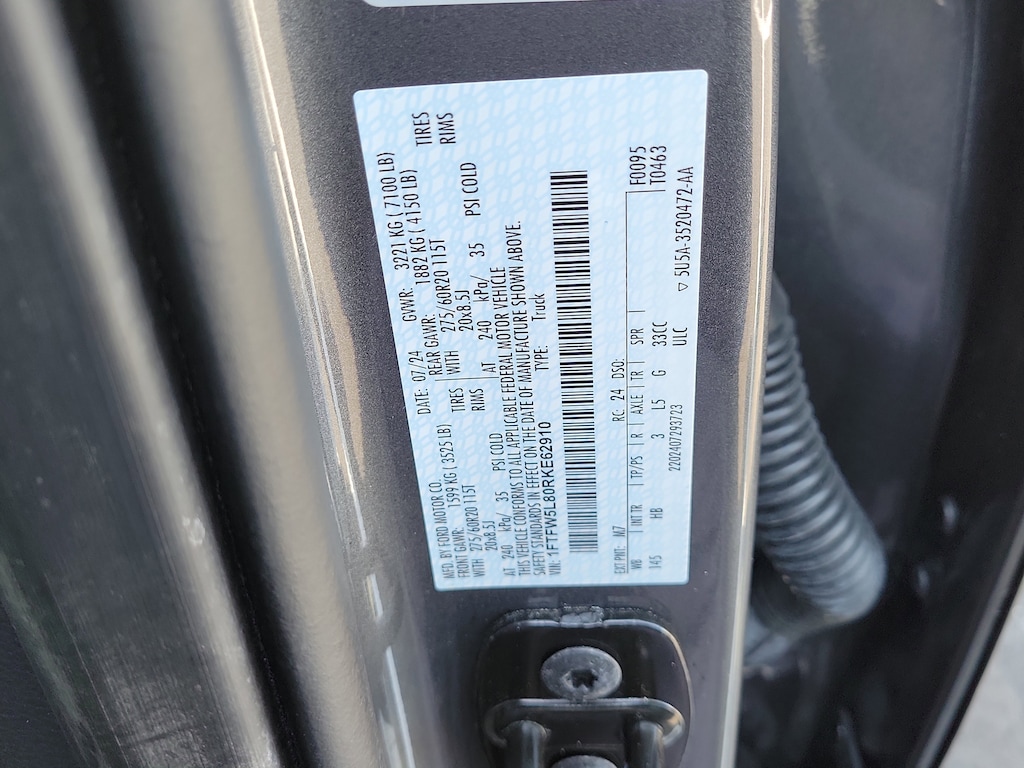 MFD. BY FORD MOTOR CO. DATE: 07/24 GVWR: 3721 KG ( 7100 LB)
FRONT GAWR: 1599 KG ( 3525 LB) REAR GAWR: 1882 KG ( 4150 LB)
WITH 275/60R20 115T TIRES WITH 275/60R20 115T TIRES
20x8.5J RIMS 20x8.5J RIMS
AT 240 kPa/ 35 PSI COLD AT 240 kPa/ 35 PSI COLD
THIS VEHICLE CONFORMS TO ALL APPLICABLE FEDERAL MOTOR VEHICLE
SAFETY STANDARDS IN EFFECT ON THE DATE OF MANUFACTURE SHOWN ABOVE.
VIN: 1FTFW5L80RKE62910 TYPE: Truck
EXT PNT: M7 RC: 24 DSO: F0095
WB INT TR TP/PS R AXLE TR SPR T0463
145 HB 3 L5 G 33CC
2202407293723 ULC
▽ 5U5A-3520472-AA